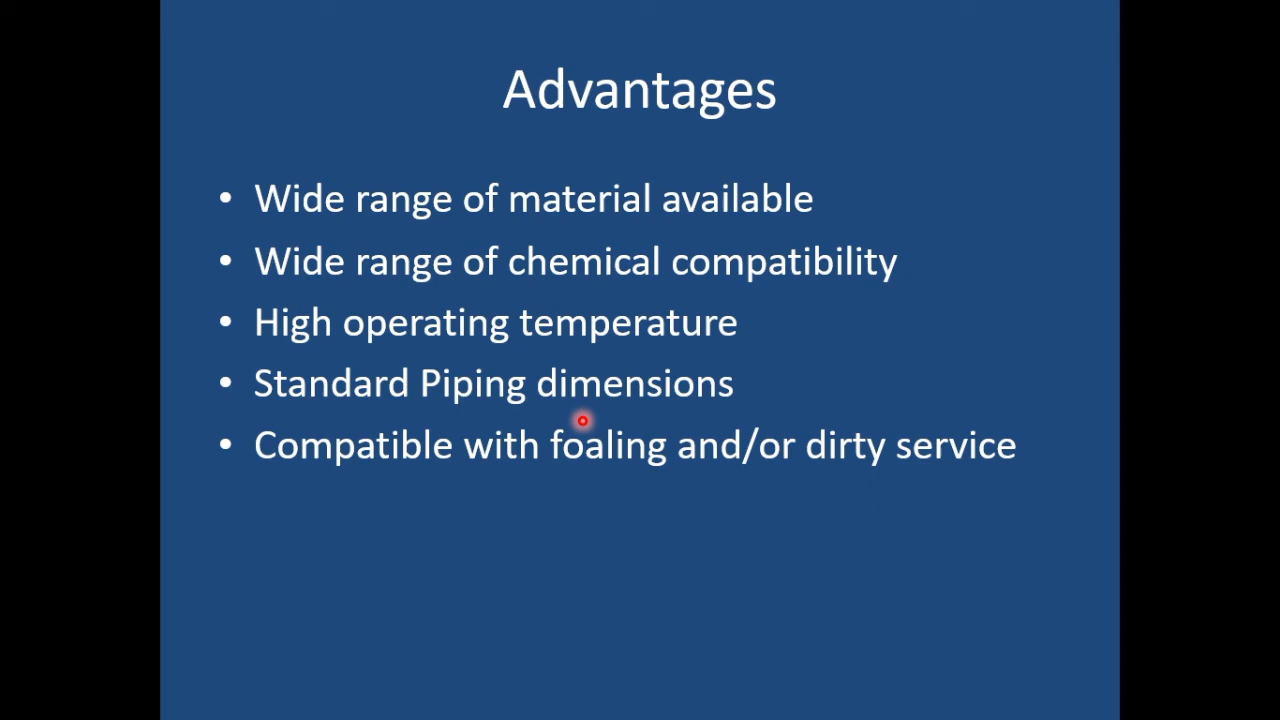 Advantages
• Wide range of material available
• Wide range of chemical compatibility
• High operating temperature
• Standard Piping dimensions
• Compatible with foaling and/or dirty service